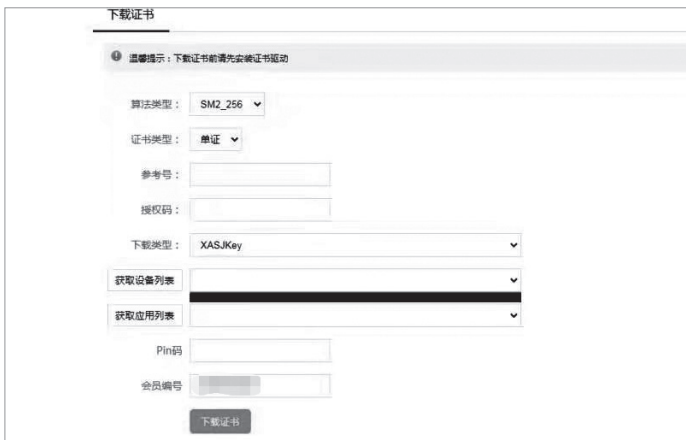 下载证书
温馨提示：下载证书前请先安装证书驱动
算法类型： SM2_256
证书类型： 单证
参考号：
授权码：
下载类型： XASJKey
获取设备列表
获取应用列表
Pin码
会员编号
下载证书